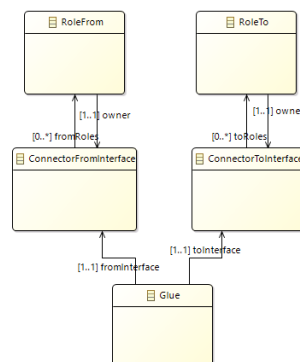 RoleFrom
RoleTo
[1..1] owner
[1..1] owne
[0..*] fromRoles
[0..*] toRoles
ConnectorFromInterface
ConnectorToInterface
[1..1] toInterface
[1..1] fromInterface
Glue